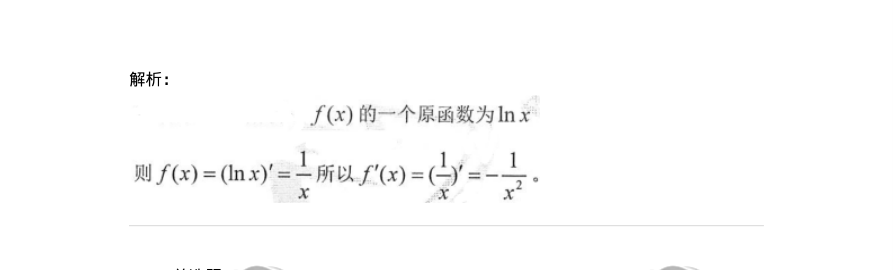 解析：
f(x) 的一个原函数为 ln x
则 f(x) = (ln x)′ = 1/x 所以 f′(x) = (1/x)′ = −1/x²。